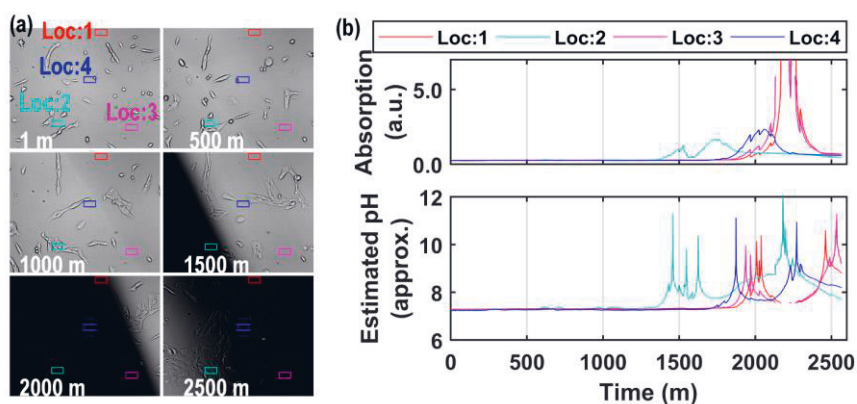 (a)
Loc:1
Loc:4
Loc:2
Loc:3
1 m
500 m
1000 m
1500 m
2000 m
2500 m
(b)
Loc:1 Loc:2 Loc:3 Loc:4
Absorption
(a.u.)
5.0
0.0
Estimated pH
(approx.)
12
10
8
6
0 500 1000 1500 2000 2500
Time (m)